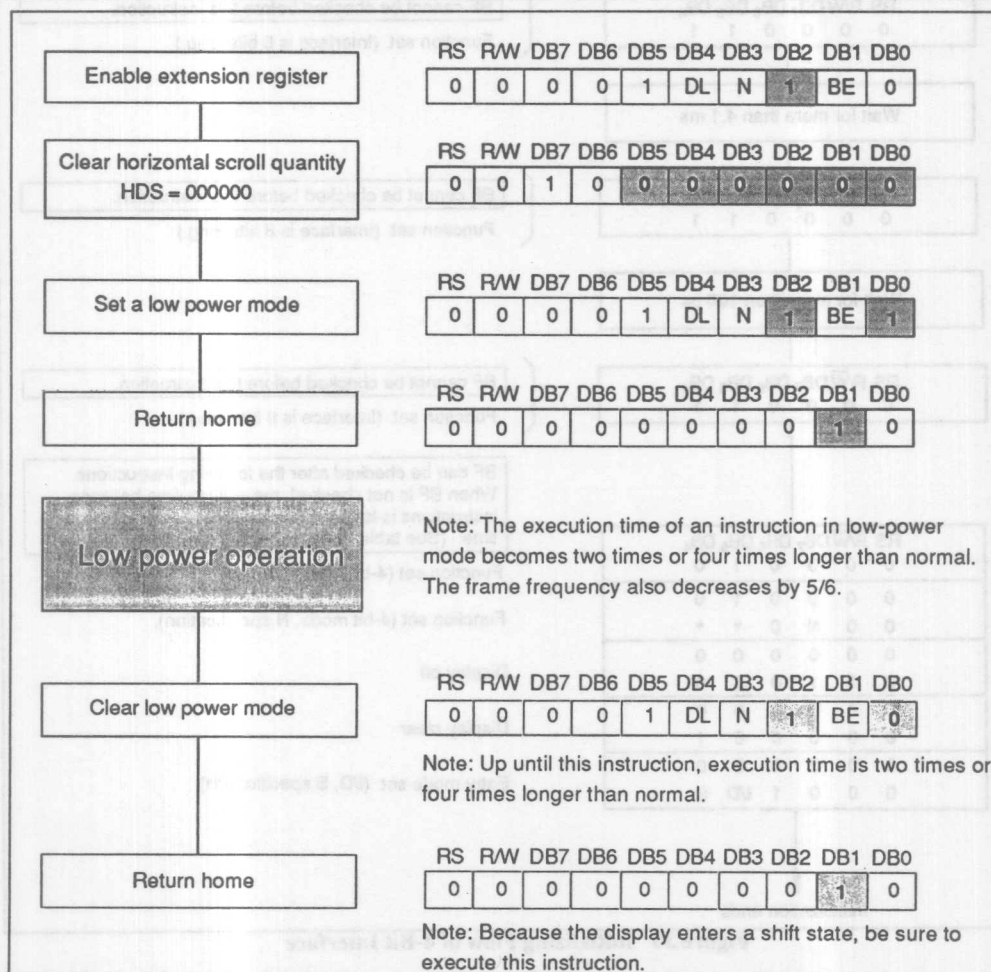 Enable extension register
RS R/W DB7 DB6 DB5 DB4 DB3 DB2 DB1 DB0
0 0 0 0 1 DL N 1 BE 0
Clear horizontal scroll quantity
HDS = 000000
RS R/W DB7 DB6 DB5 DB4 DB3 DB2 DB1 DB0
0 0 1 0 0 0 0 0 0 0
Set a low power mode
RS R/W DB7 DB6 DB5 DB4 DB3 DB2 DB1 DB0
0 0 0 0 1 DL N 1 BE 1
Return home
RS R/W DB7 DB6 DB5 DB4 DB3 DB2 DB1 DB0
0 0 0 0 0 0 0 0 1 0
Low power operation
Note: The execution time of an instruction in low-power
mode becomes two times or four times longer than normal.
The frame frequency also decreases by 5/6.
Clear low power mode
RS R/W DB7 DB6 DB5 DB4 DB3 DB2 DB1 DB0
0 0 0 0 1 DL N 1 BE 0
Note: Up until this instruction, execution time is two times or
four times longer than normal.
Return home
RS R/W DB7 DB6 DB5 DB4 DB3 DB2 DB1 DB0
0 0 0 0 0 0 0 0 1 0
Note: Because the display enters a shift state, be sure to
execute this instruction.